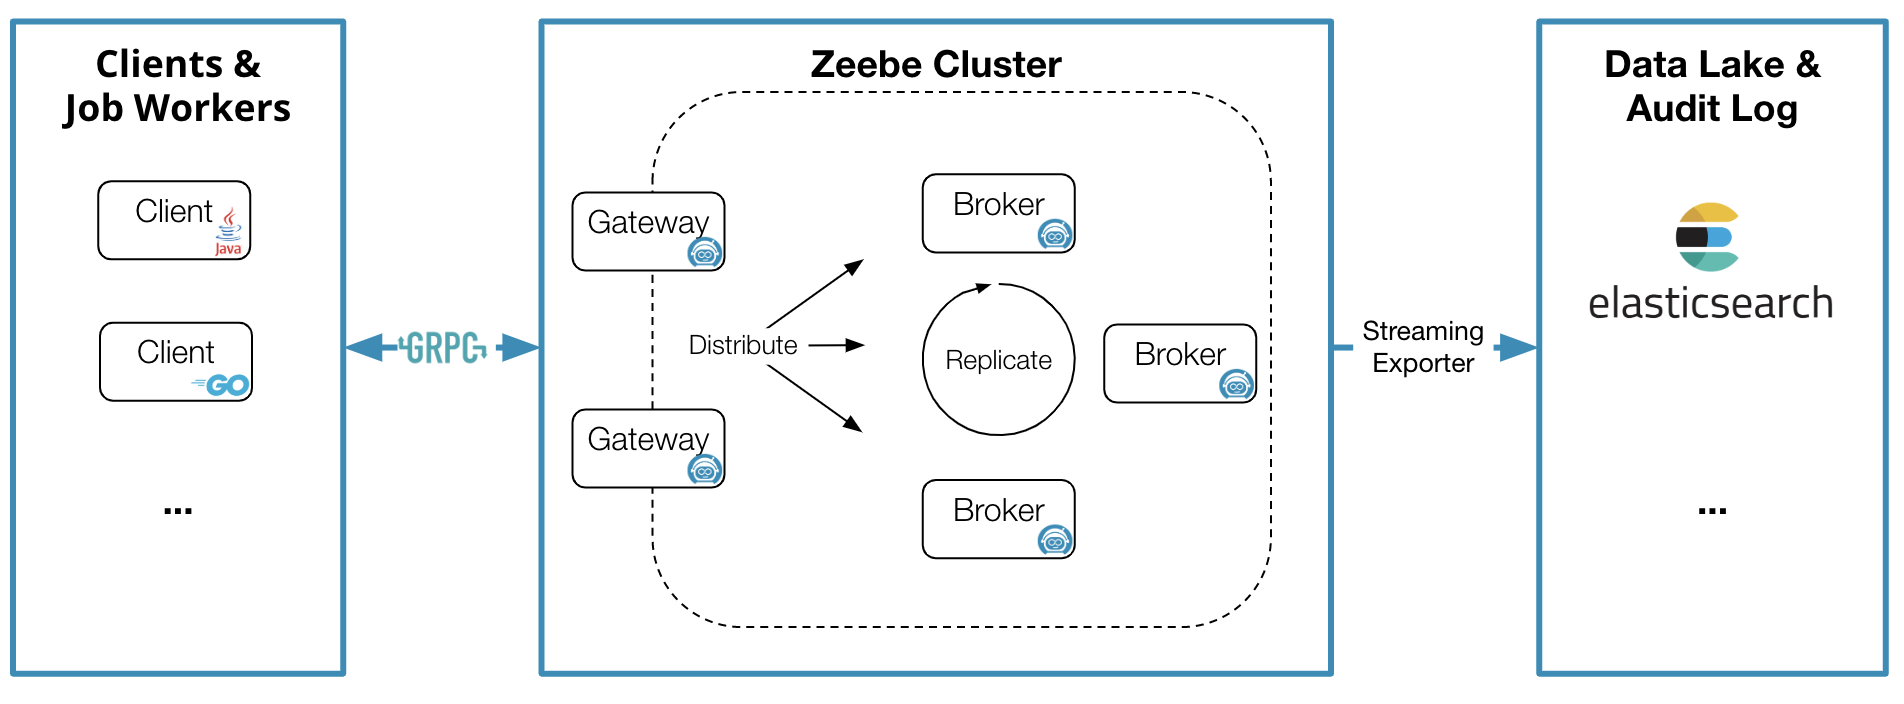 Clients &
Job Workers
Client
Java
Client
GO
...
GRPC
Zeebe Cluster
Gateway
Gateway
Distribute
Broker
Replicate
Broker
Broker
Streaming
Exporter
Data Lake &
Audit Log
elasticsearch
...